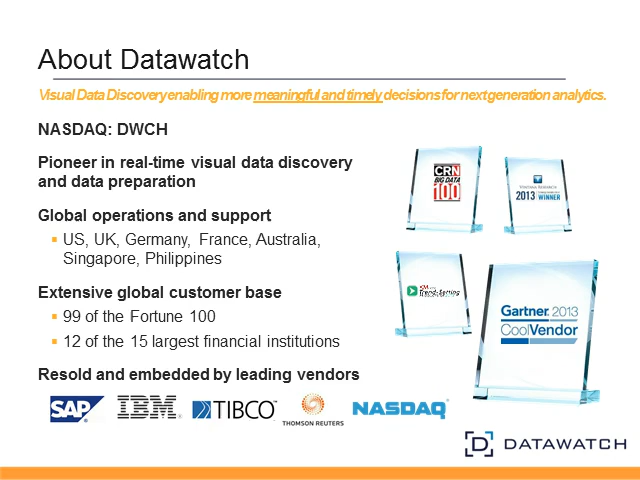 About Datawatch
Visual Data Discovery enabling more meaningful and timely decisions for next generation analytics.
NASDAQ: DWCH
Pioneer in real-time visual data discovery
and data preparation
Global operations and support
US, UK, Germany, France, Australia,
Singapore, Philippines
Extensive global customer base
99 of the Fortune 100
12 of the 15 largest financial institutions
Resold and embedded by leading vendors
SAP IBM TIBCO THOMSON REUTERS NASDAQ
CRN
BIG DATA
100
VENTANA RESEARCH
2013 WINNER
Gartner 2013
CoolVendor
DATAWATCH